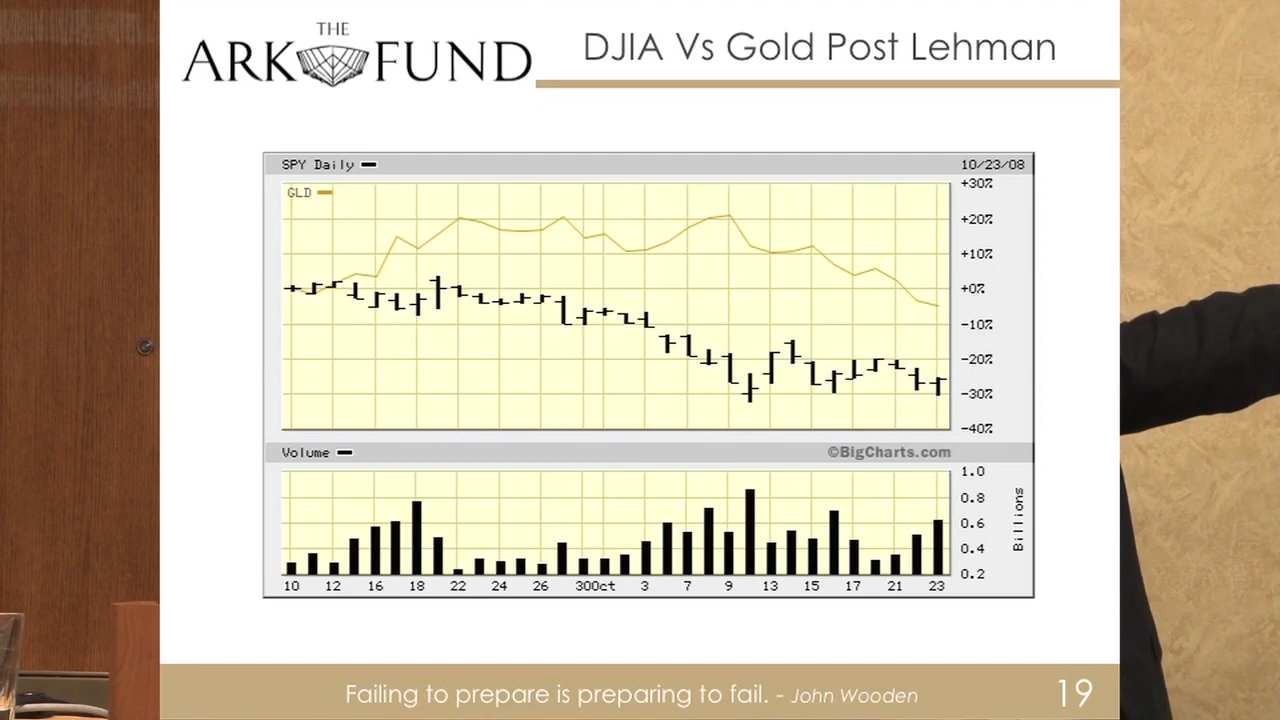 THE
ARK FUND
DJIA Vs Gold Post Lehman
SPY Daily
10/23/08
GLD
+30%
+20%
+10%
+0%
-10%
-20%
-30%
-40%
Volume
©BigCharts.com
1.0
0.8
0.6
0.4
0.2
Billions
10 12 16 18 22 24 26 30Oct 3 7 9 13 15 17 21 23
Failing to prepare is preparing to fail. - John Wooden
19